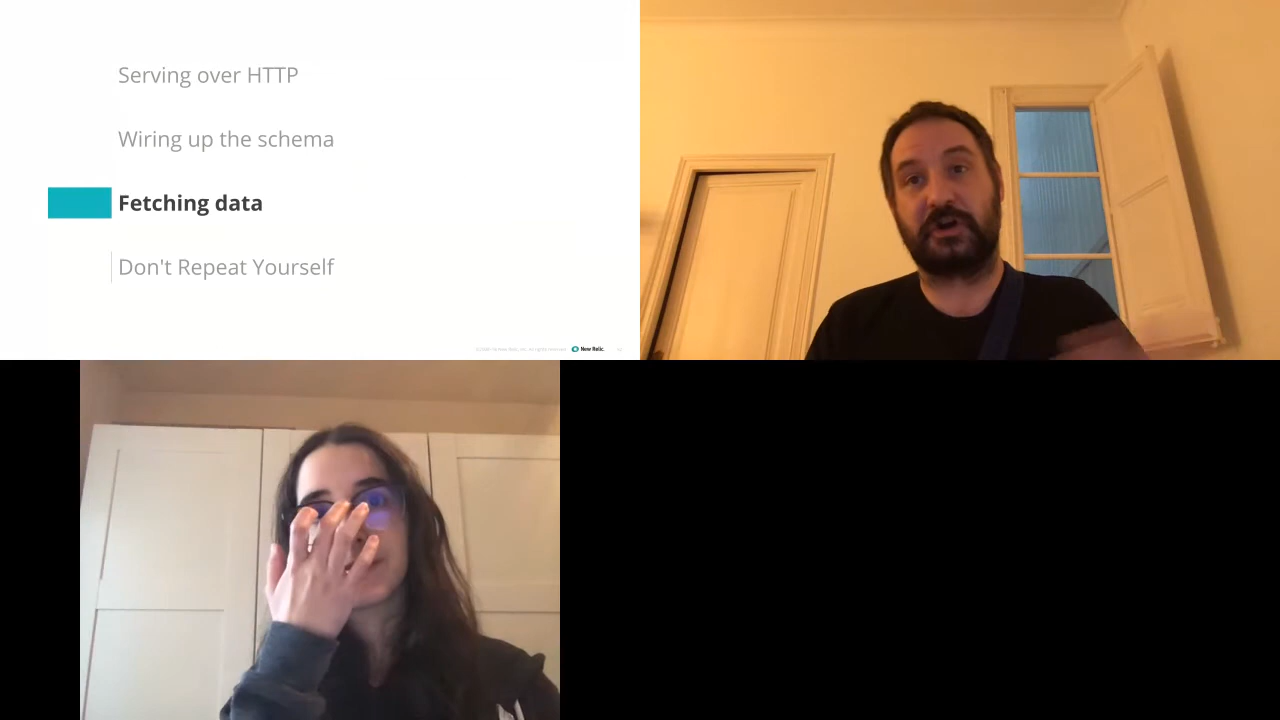 Serving over HTTP
Wiring up the schema
Fetching data
Don't Repeat Yourself
New Relic.